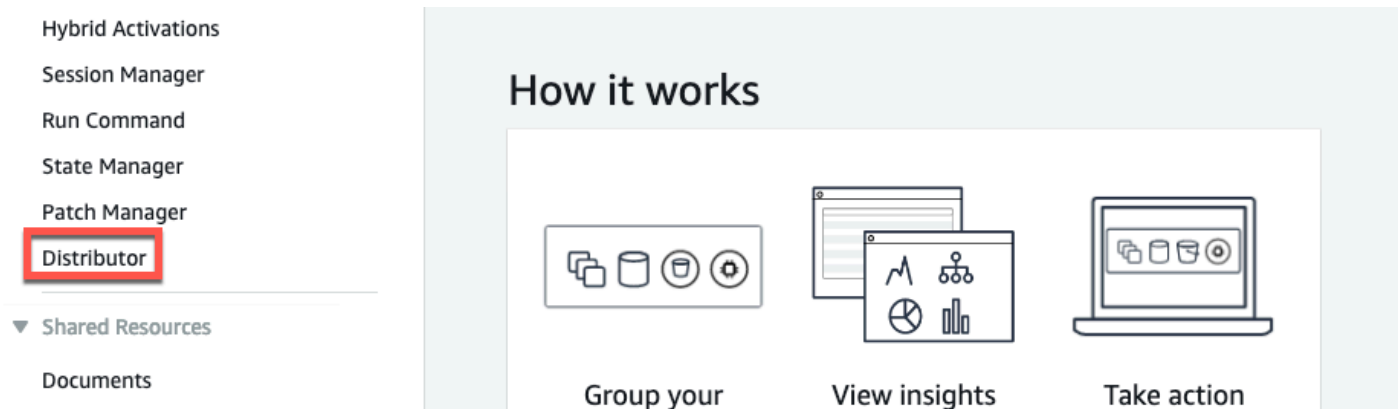 Hybrid Activations
Session Manager
Run Command
State Manager
Patch Manager
Distributor
Shared Resources
Documents
How it works
Group your
View insights
Take action